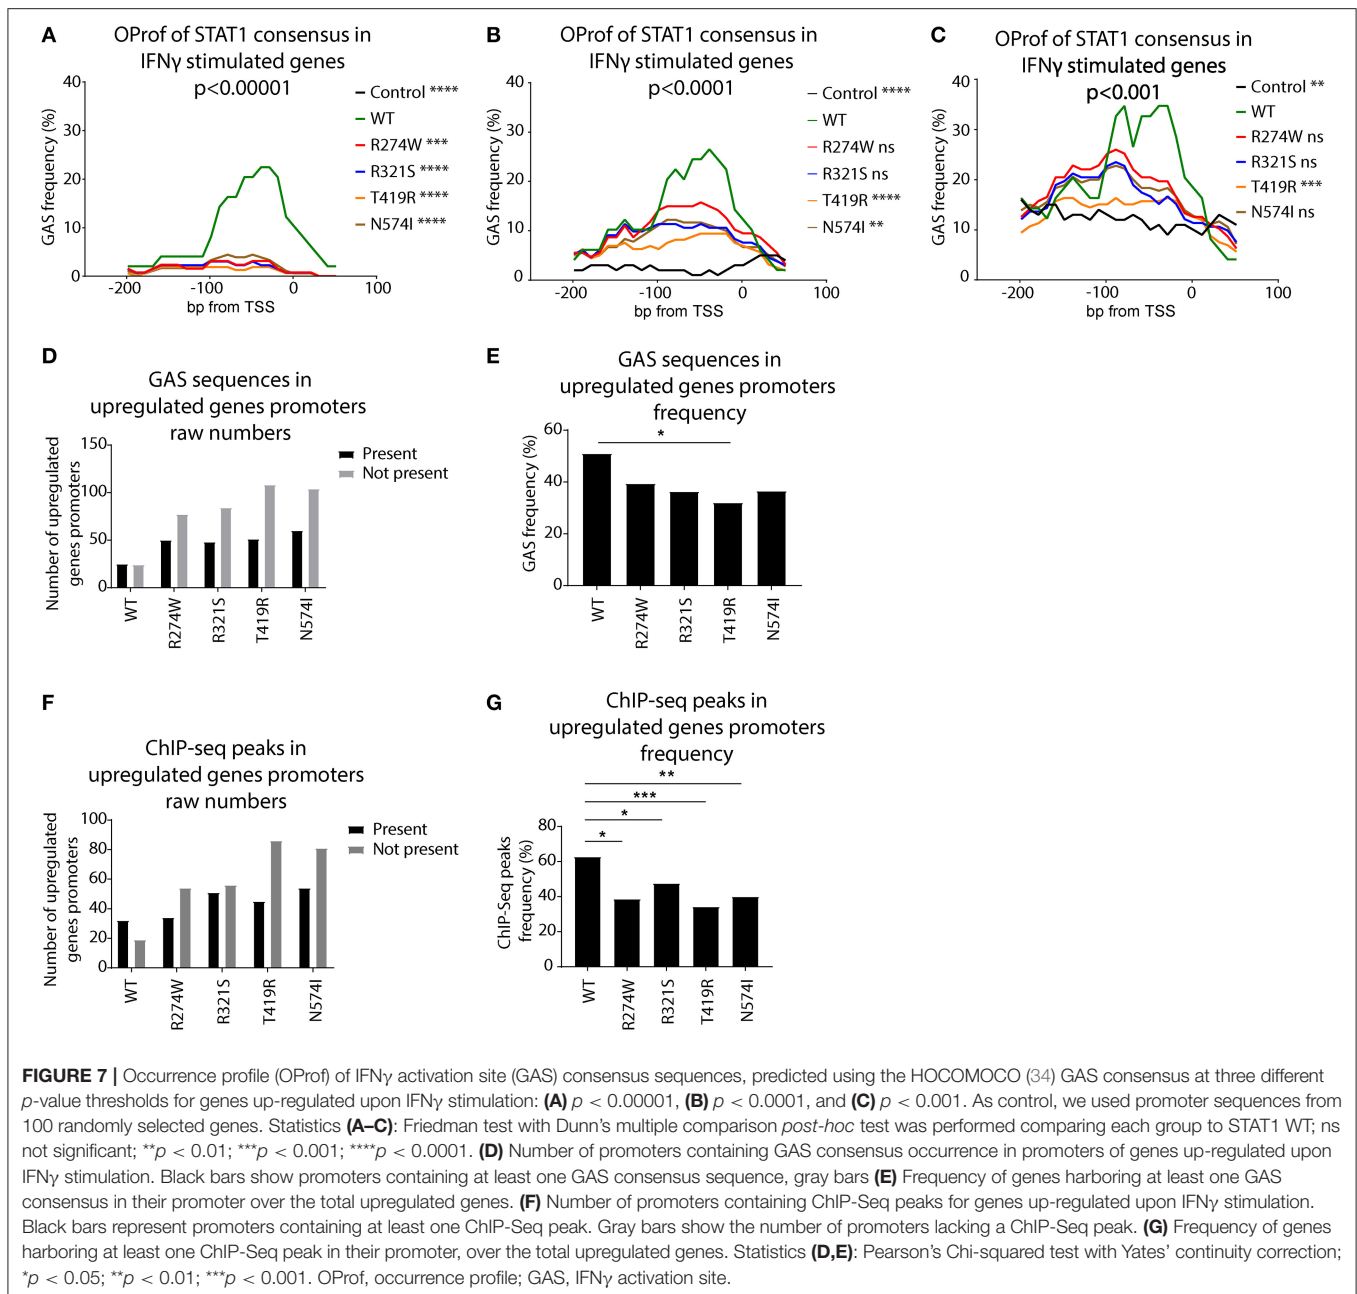 A
OProf of STAT1 consensus in
IFNγ stimulated genes
p<0.00001
GAS frequency (%)
40
30
20
10
0
-200
-100
0
100
bp from TSS
Control ****
WT
R274W ***
R321S ****
T419R ****
N574I ****
B
OProf of STAT1 consensus in
IFNγ stimulated genes
p<0.0001
GAS frequency (%)
40
30
20
10
0
-200
-100
0
100
bp from TSS
Control ****
WT
R274W ns
R321S ns
T419R ****
N574I **
C
OProf of STAT1 consensus in
IFNγ stimulated genes
p<0.001
GAS frequency (%)
40
30
20
10
0
-200
-100
0
100
bp from TSS
Control **
WT
R274W ns
R321S ns
T419R ***
N574I ns
D
GAS sequences in
upregulated genes promoters
raw numbers
Number of upregulated
genes promoters
150
100
50
0
WT
R274W
R321S
T419R
N574I
Present
Not present
E
GAS sequences in
upregulated genes promoters
frequency
GAS frequency (%)
60
40
20
0
*
WT
R274W
R321S
T419R
N574I
F
ChIP-seq peaks in
upregulated genes promoters
raw numbers
Number of upregulated
genes promoters
100
80
60
40
20
0
WT
R274W
R321S
T419R
N574I
Present
Not present
G
ChIP-seq peaks in
upregulated genes promoters
frequency
**
***
*
*
ChIP-Seq peaks
frequency (%)
80
60
40
20
0
WT
R274W
R321S
T419R
N574I
FIGURE 7 | Occurrence profile (OProf) of IFNγ activation site (GAS) consensus sequences, predicted using the HOCOMOCO (34) GAS consensus at three different
p-value thresholds for genes up-regulated upon IFNγ stimulation: (A) p < 0.00001, (B) p < 0.0001, and (C) p < 0.001. As control, we used promoter sequences from
100 randomly selected genes. Statistics (A–C): Friedman test with Dunn's multiple comparison post-hoc test was performed comparing each group to STAT1 WT; ns
not significant; **p < 0.01; ***p < 0.001; ****p < 0.0001. (D) Number of promoters containing GAS consensus occurrence in promoters of genes up-regulated upon
IFNγ stimulation. Black bars show promoters containing at least one GAS consensus sequence, gray bars (E) Frequency of genes harboring at least one GAS
consensus in their promoter over the total upregulated genes. (F) Number of promoters containing ChIP-Seq peaks for genes up-regulated upon IFNγ stimulation.
Black bars represent promoters containing at least one ChIP-Seq peak. Gray bars show the number of promoters lacking a ChIP-Seq peak. (G) Frequency of genes
harboring at least one ChIP-Seq peak in their promoter, over the total upregulated genes. Statistics (D,E): Pearson's Chi-squared test with Yates' continuity correction;
*p < 0.05; **p < 0.01; ***p < 0.001. OProf, occurrence profile; GAS, IFNγ activation site.